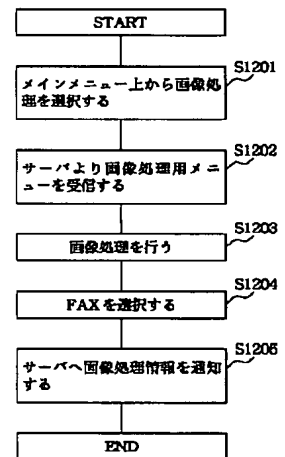 START
S1201
メインメニュー上から画像処
理を選択する
S1202
サーバより画像処理用メニ
ューを受信する
S1203
画像処理を行う
S1204
FAXを選択する
S1205
サーバへ画像処理情報を通知
する
END